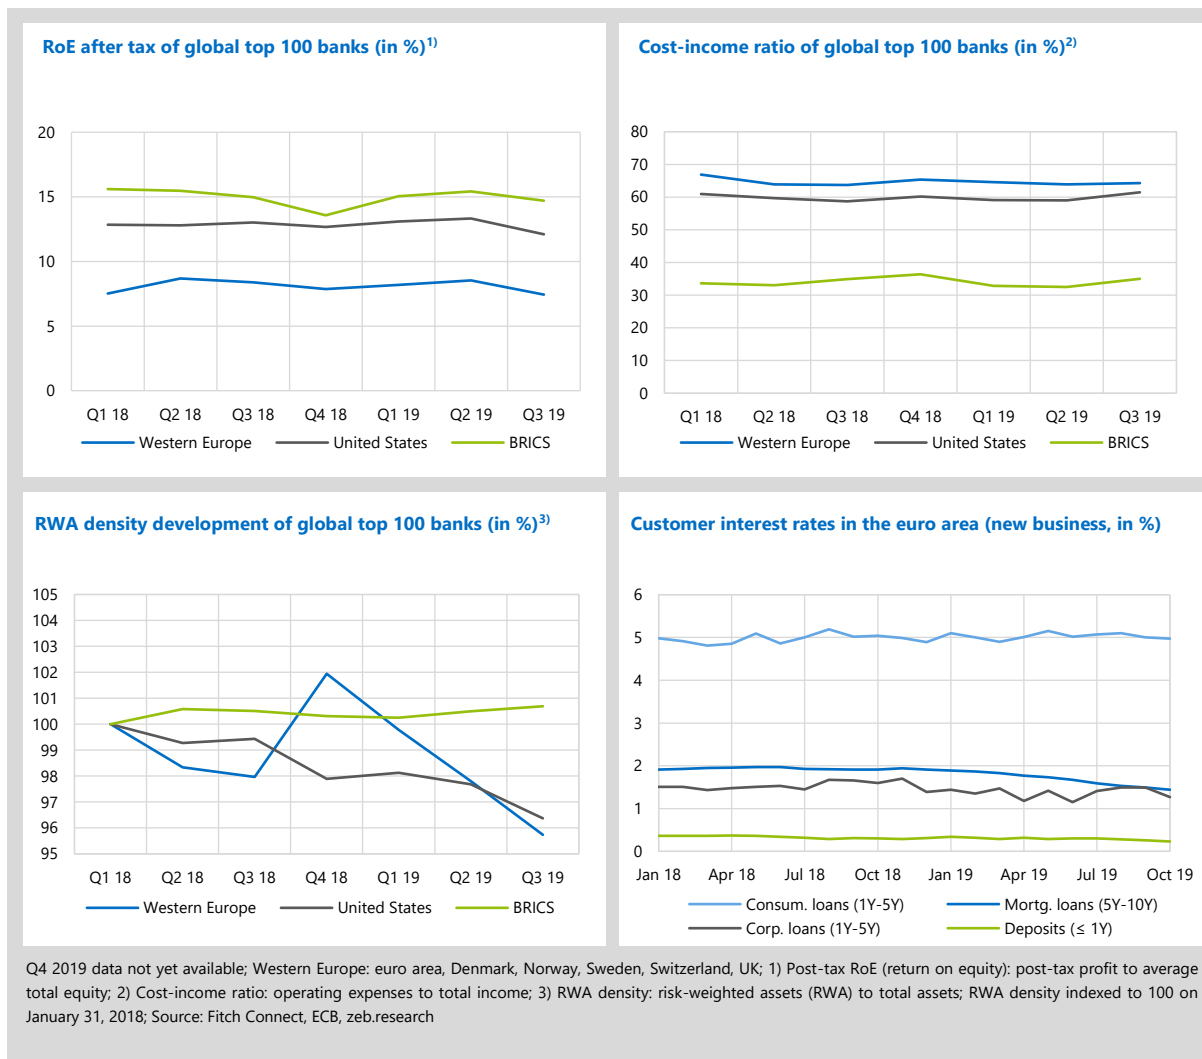 RoE after tax of global top 100 banks (in %)1)
20
15
10
5
0
Q1 18 Q2 18 Q3 18 Q4 18 Q1 19 Q2 19 Q3 19
Western Europe United States BRICS
Cost-income ratio of global top 100 banks (in %)2)
80
70
60
50
40
30
20
10
0
Q1 18 Q2 18 Q3 18 Q4 18 Q1 19 Q2 19 Q3 19
Western Europe United States BRICS
RWA density development of global top 100 banks (in %)3)
105
104
103
102
101
100
99
98
97
96
95
Q1 18 Q2 18 Q3 18 Q4 18 Q1 19 Q2 19 Q3 19
Western Europe United States BRICS
Customer interest rates in the euro area (new business, in %)
6
5
4
3
2
1
0
Jan 18 Apr 18 Jul 18 Oct 18 Jan 19 Apr 19 Jul 19 Oct 19
Consum. loans (1Y-5Y) Mortg. loans (5Y-10Y)
Corp. loans (1Y-5Y) Deposits (≤ 1Y)
Q4 2019 data not yet available; Western Europe: euro area, Denmark, Norway, Sweden, Switzerland, UK; 1) Post-tax RoE (return on equity): post-tax profit to average
total equity; 2) Cost-income ratio: operating expenses to total income; 3) RWA density: risk-weighted assets (RWA) to total assets; RWA density indexed to 100 on
January 31, 2018; Source: Fitch Connect, ECB, zeb.research